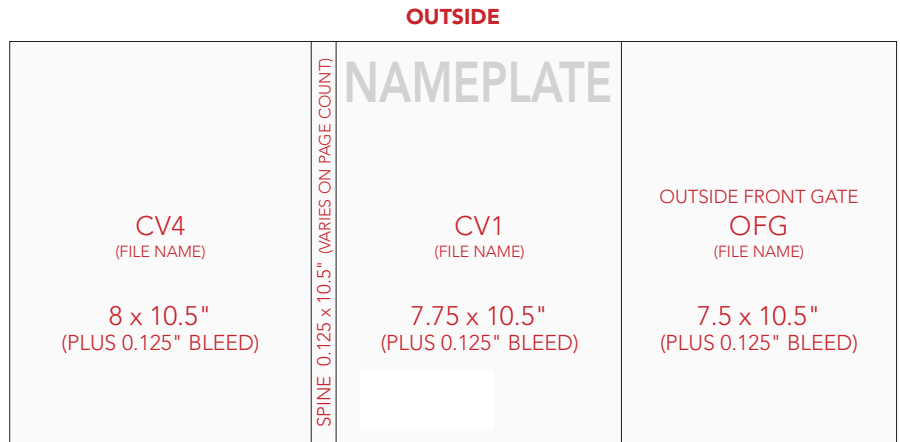 OUTSIDE
CV4
(FILE NAME)
8 x 10.5"
(PLUS 0.125" BLEED)
SPINE 0.125 x 10.5" (VARIES ON PAGE COUNT)
NAMEPLATE
CV1
(FILE NAME)
7.75 x 10.5"
(PLUS 0.125" BLEED)
OUTSIDE FRONT GATE
OFG
(FILE NAME)
7.5 x 10.5"
(PLUS 0.125" BLEED)